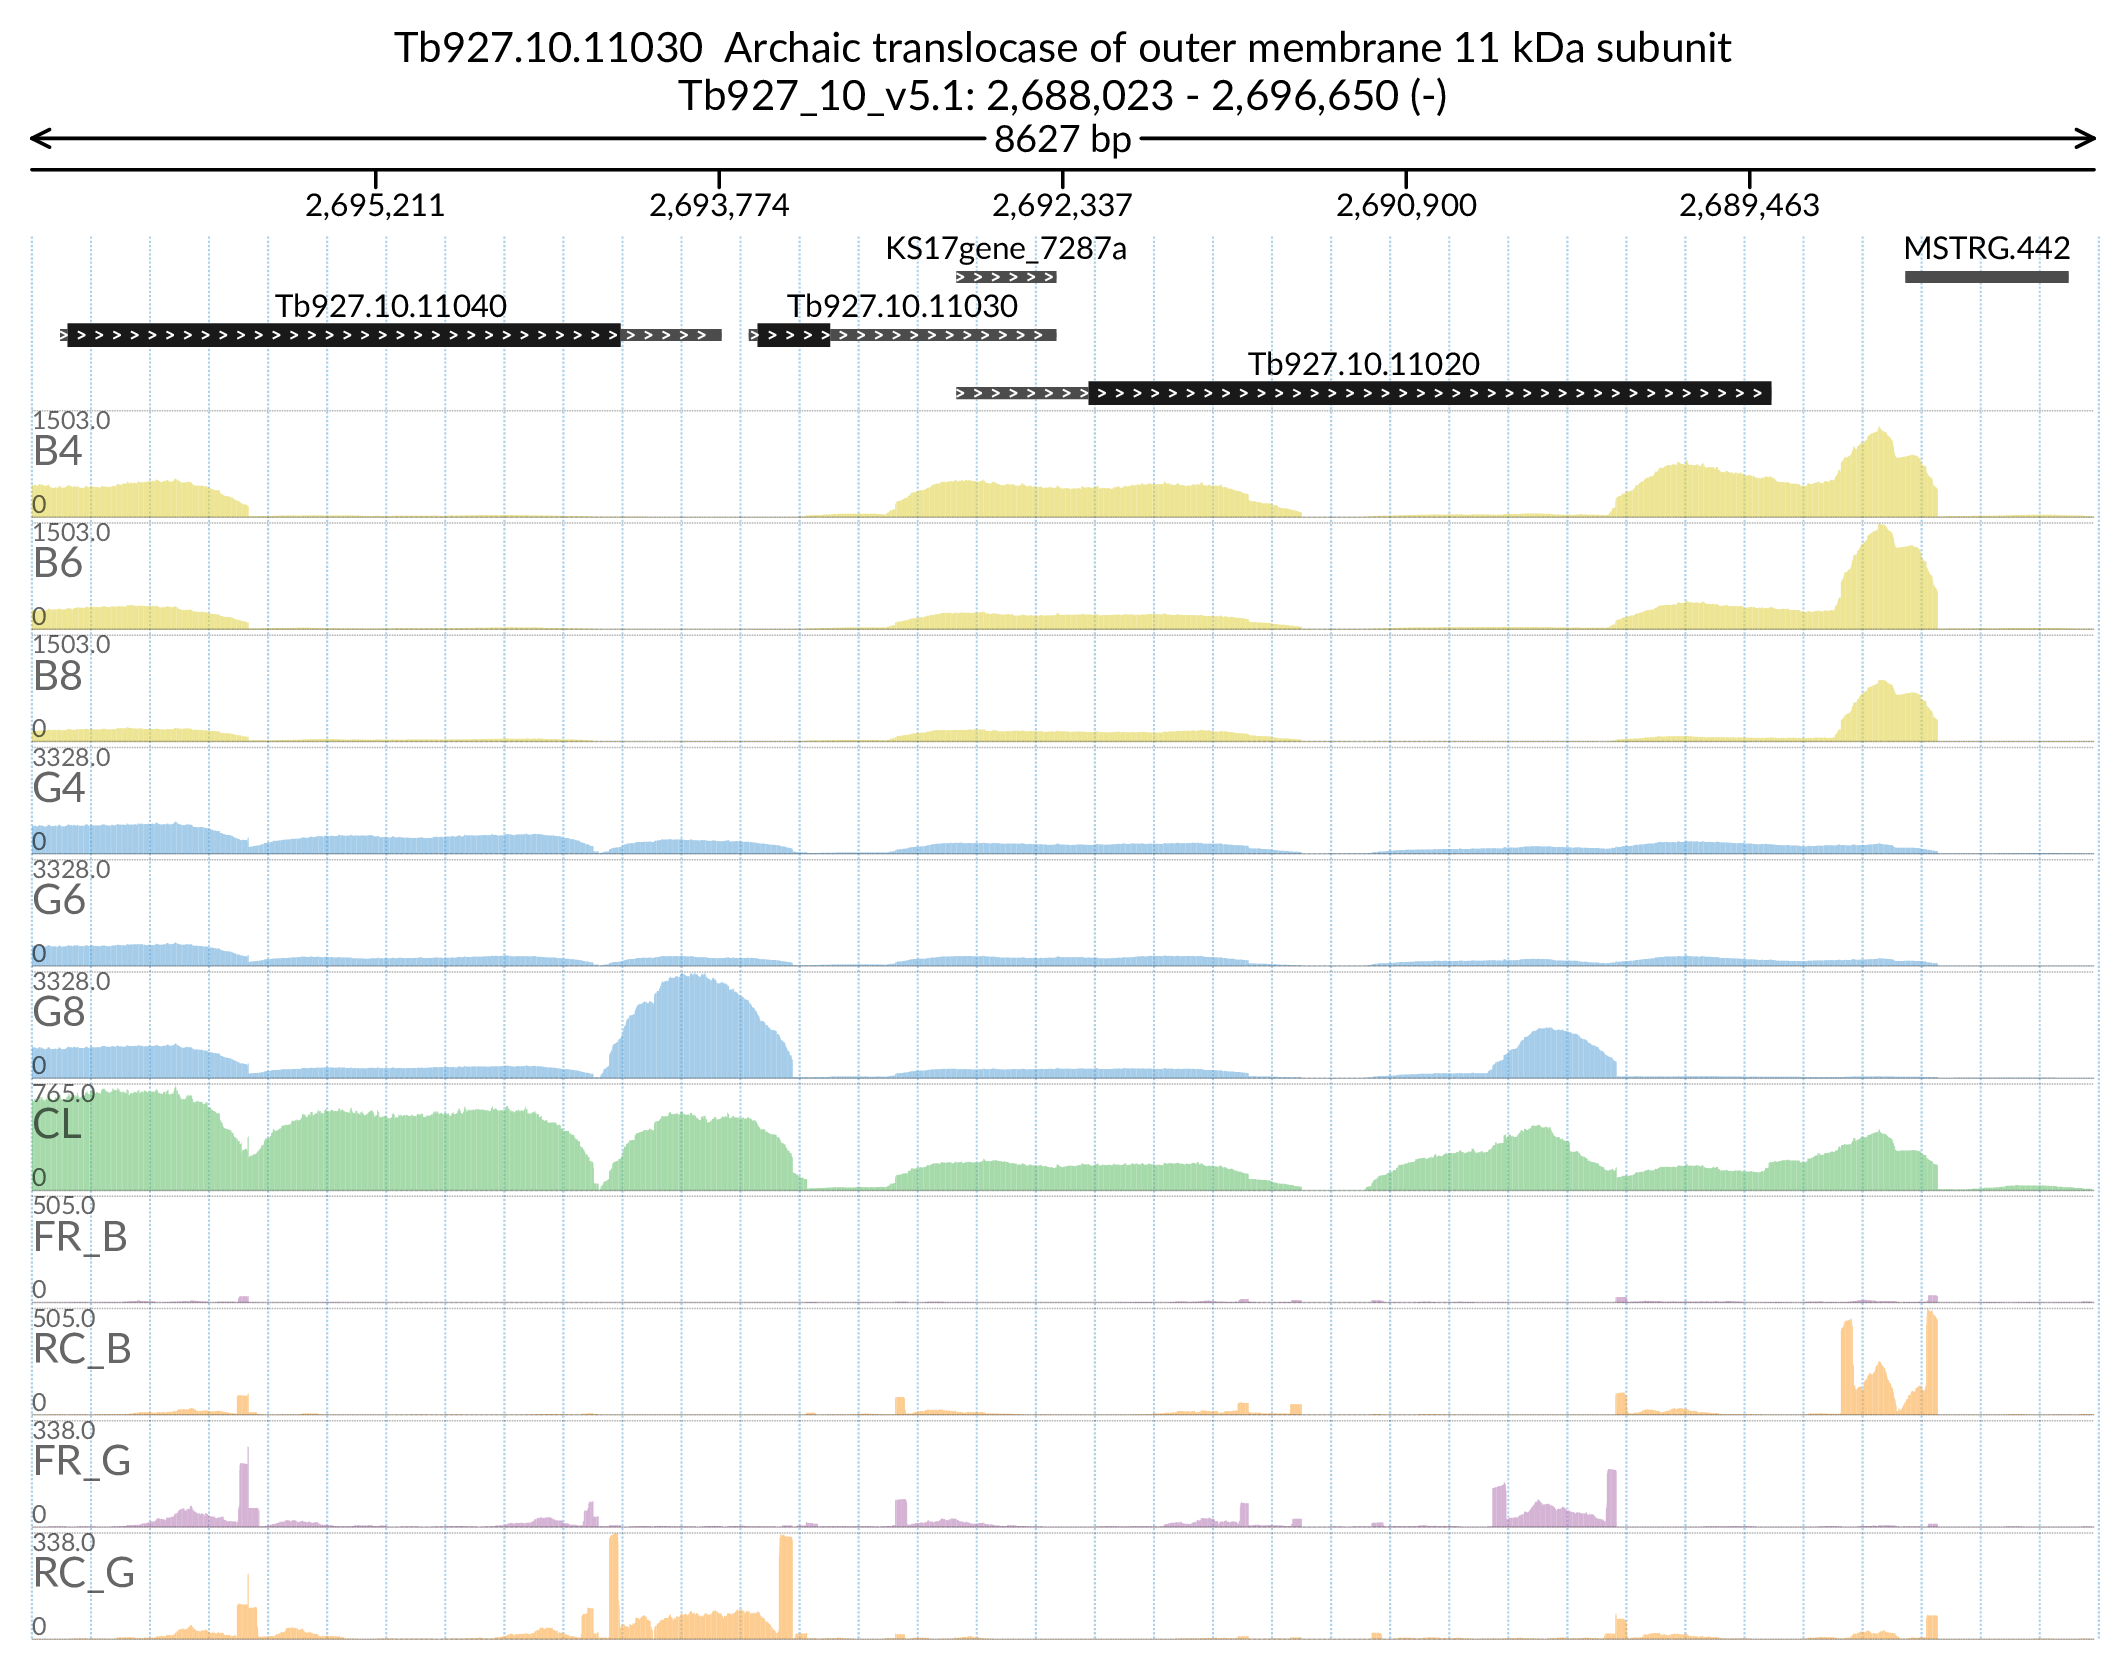 Tb927.10.11030  Archaic translocase of outer membrane 11 kDa subunit
Tb927_10_v5.1: 2,688,023 - 2,696,650 (-)
8627 bp
2,695,211 2,693,774 2,692,337 2,690,900 2,689,463
KS17gene_7287a MSTRG.442
Tb927.10.11040 Tb927.10.11030
Tb927.10.11020
1503.0
B4
0
1503.0
B6
0
1503.0
B8
0
3328.0
G4
0
3328.0
G6
0
3328.0
G8
0
765.0
CL
0
505.0
FR_B
0
505.0
RC_B
0
338.0
FR_G
0
338.0
RC_G
0